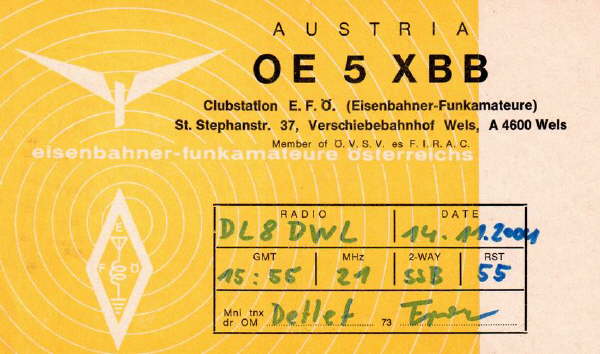 AUSTRIA
OE 5 XBB
Clubstation E. F. Ö. (Eisenbahner-Funkamateure)
St. Stephanstr. 37, Verschiebebahnhof Wels, A 4600 Wels
Member of Ö. V. S. V. es F. I. R. A. C.
eisenbahner-funkamateure österreichs
E
F Ö
RADIO DATE
DL8DWL 14.11.2001
GMT MHz 2-WAY RST
15:56 21 SSB 55
Mni tnx
dr OM Detlef 73